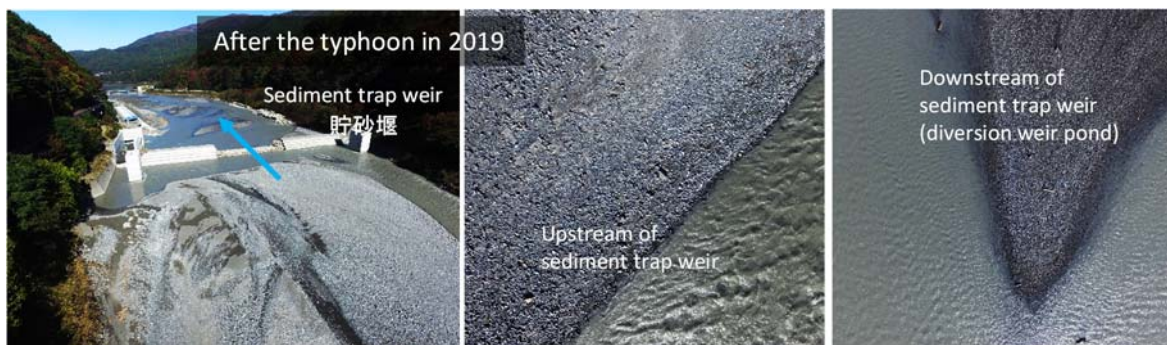 After the typhoon in 2019
Sediment trap weir
貯砂堰
Upstream of
sediment trap weir
Downstream of
sediment trap weir
(diversion weir pond)